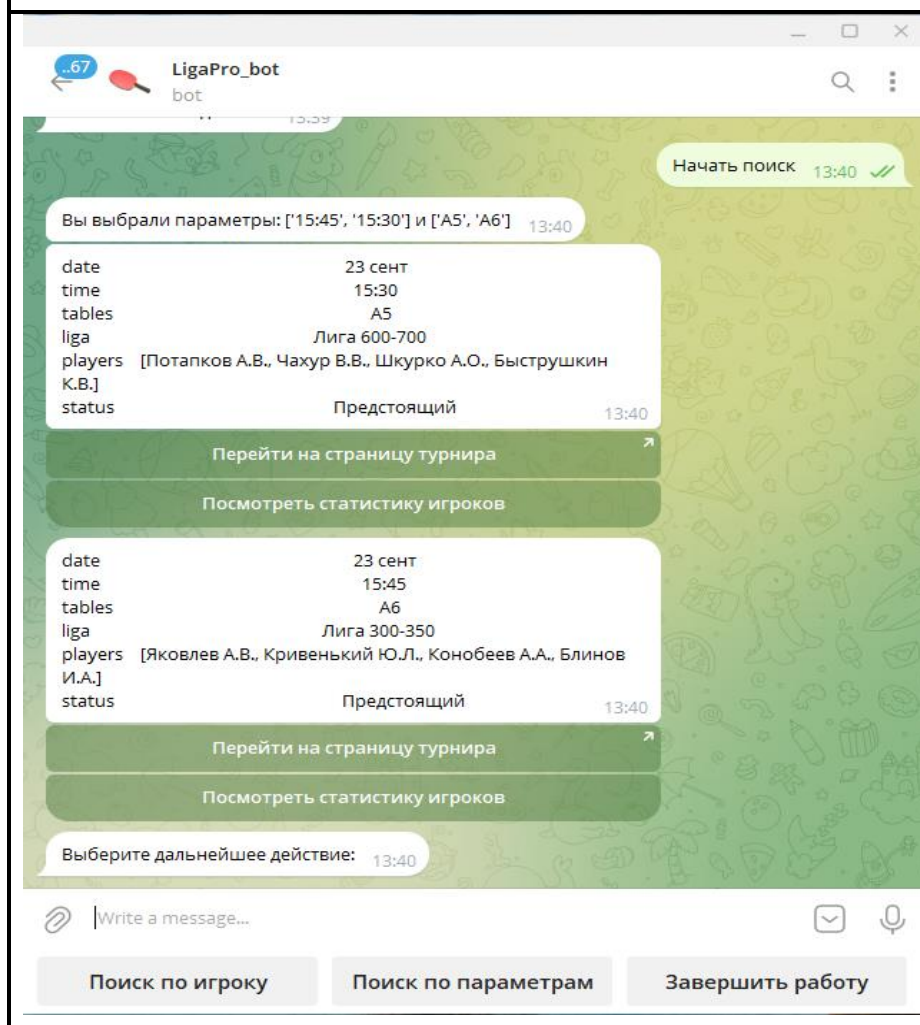 ..67
LigaPro_bot
bot
13:39
Начать поиск 13:40
Вы выбрали параметры: ['15:45', '15:30'] и ['A5', 'A6'] 13:40
date 23 сент
time 15:30
tables A5
liga Лига 600-700
players [Потапков А.В., Чахур В.В., Шкурко А.О., Быструшкин
К.В.]
status Предстоящий 13:40
Перейти на страницу турнира
Посмотреть статистику игроков
date 23 сент
time 15:45
tables A6
liga Лига 300-350
players [Яковлев А.В., Кривенький Ю.Л., Конобеев А.А., Блинов
И.А.]
status Предстоящий 13:40
Перейти на страницу турнира
Посмотреть статистику игроков
Выберите дальнейшее действие: 13:40
Write a message...
Поиск по игроку Поиск по параметрам Завершить работу